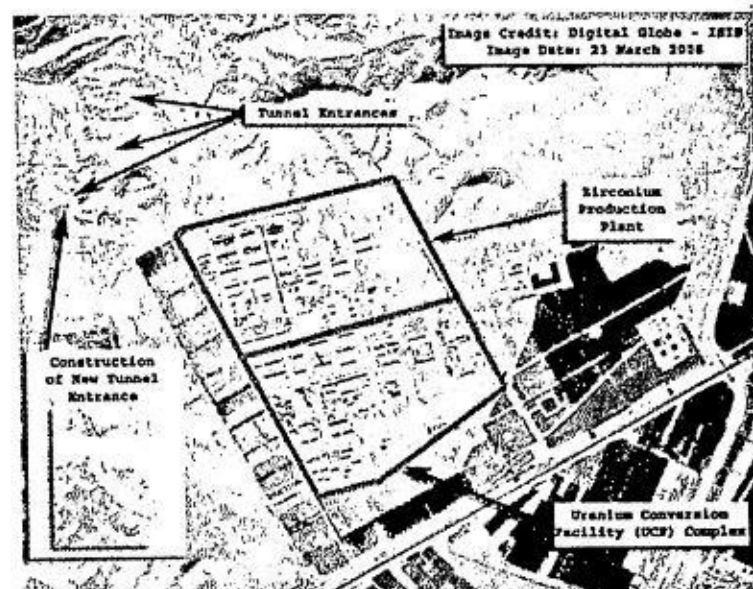 Image Credit: Digital Globe - ISIS
Image Date: 23 March 2005
Tunnel Entrances
Zirconium
Production
Plant
Construction
of New Tunnel
Entrance
Uranium Conversion
Facility (UCF) Complex